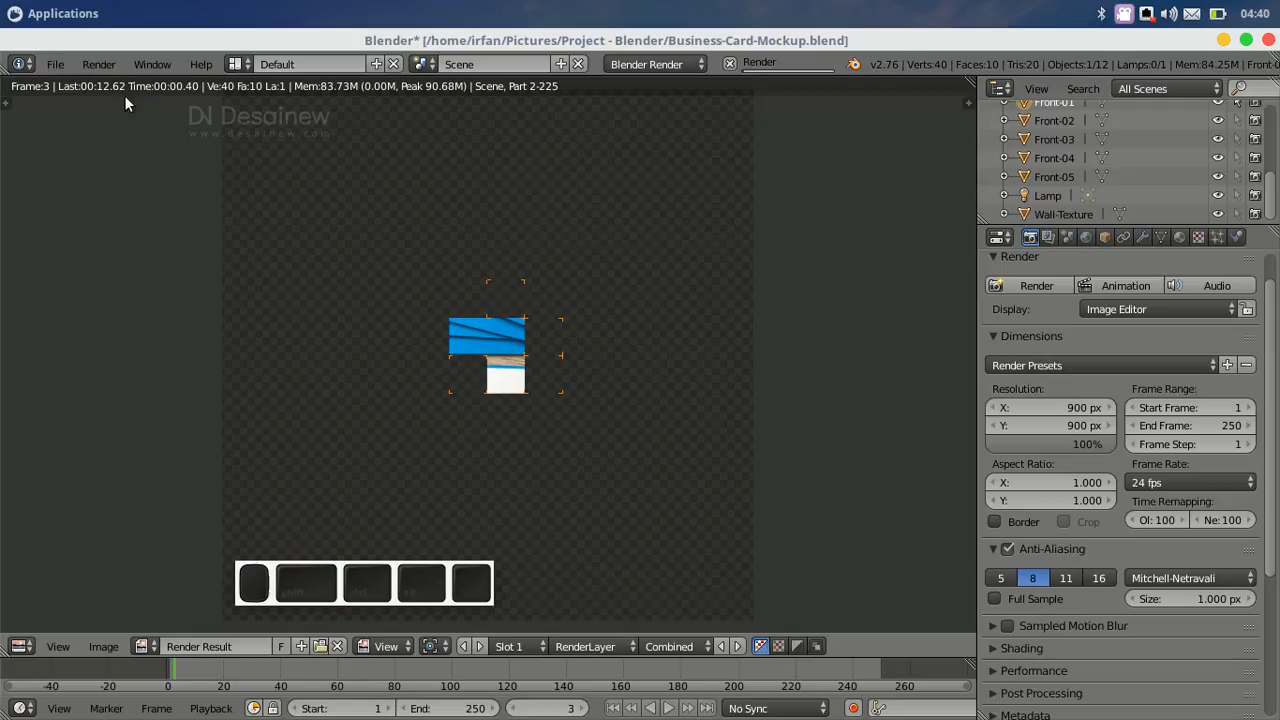 Applications
04:40
Blender* [/home/irfan/Pictures/Project - Blender/Business-Card-Mockup.blend]
File Render Window Help Default Scene Blender Render Render v2.76 | Verts:40 | Faces:10 | Tris:20 | Objects:1/12 | Lamps:0/1 | Mem:84.25M | Front-0
Frame:3 | Last:00:12.62 Time:00:00.40 | Ve:40 Fa:10 La:1 | Mem:83.73M (0.00M, Peak 90.68M) | Scene, Part 2-225
View Search All Scenes
DN Desainew
www.desainew.com
Front-01
Front-02
Front-03
Front-04
Front-05
Lamp
Wall-Texture
Render
Render Animation Audio
Display: Image Editor
Dimensions
Render Presets
Resolution: Frame Range:
X: 900 px Start Frame: 1
Y: 900 px End Frame: 250
100% Frame Step: 1
Aspect Ratio: Frame Rate:
X: 1.000 24 fps
Y: 1.000 Time Remapping:
Border Crop Ol: 100 Ne: 100
Anti-Aliasing
5 8 11 16 Mitchell-Netravali
Full Sample Size: 1.000 px
Sampled Motion Blur
Shading
Performance
Post Processing
Metadata
View Image Render Result F View Slot 1 RenderLayer Combined
-40 -20 0 20 40 60 80 100 120 140 160 180 200 220 240 260
View Marker Frame Playback Start: 1 End: 250 3 No Sync